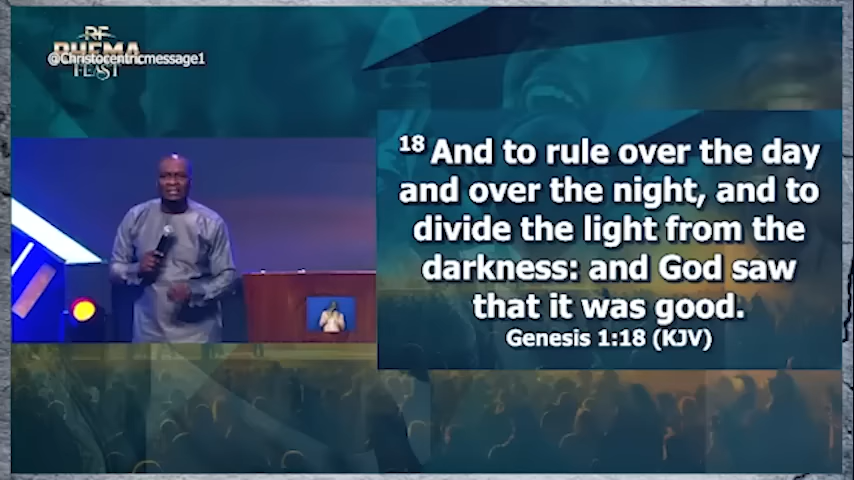 RF
RHEMA
@Christocentricmessage1
FEAST
18 And to rule over the day
and over the night, and to
divide the light from the
darkness: and God saw
that it was good.
Genesis 1:18 (KJV)